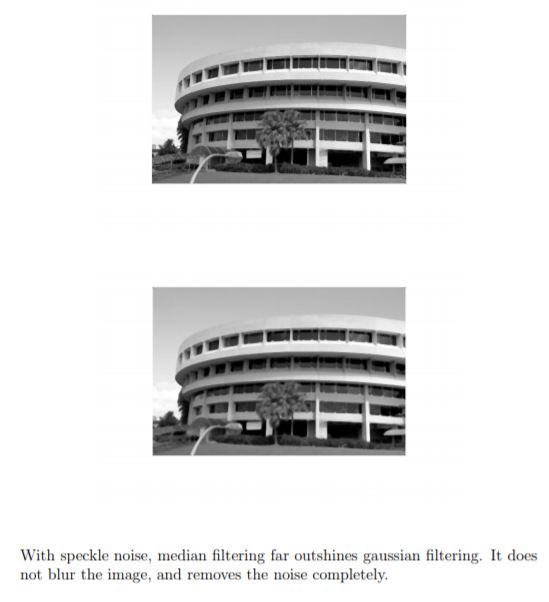 With speckle noise, median filtering far outshines gaussian filtering. It does
not blur the image, and removes the noise completely.